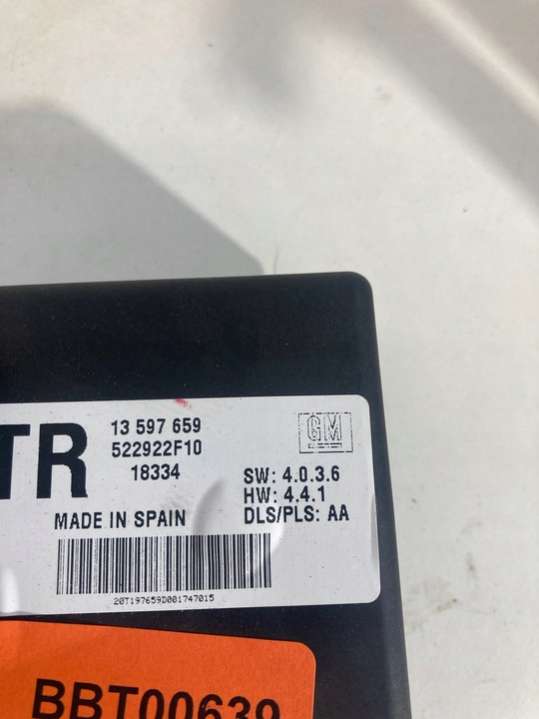 TR
13 597 659
522922F10
18334
GM
SW: 4.0.3.6
HW: 4.4.1
DLS/PLS: AA
MADE IN SPAIN
20T197659D001747015
BBT00639